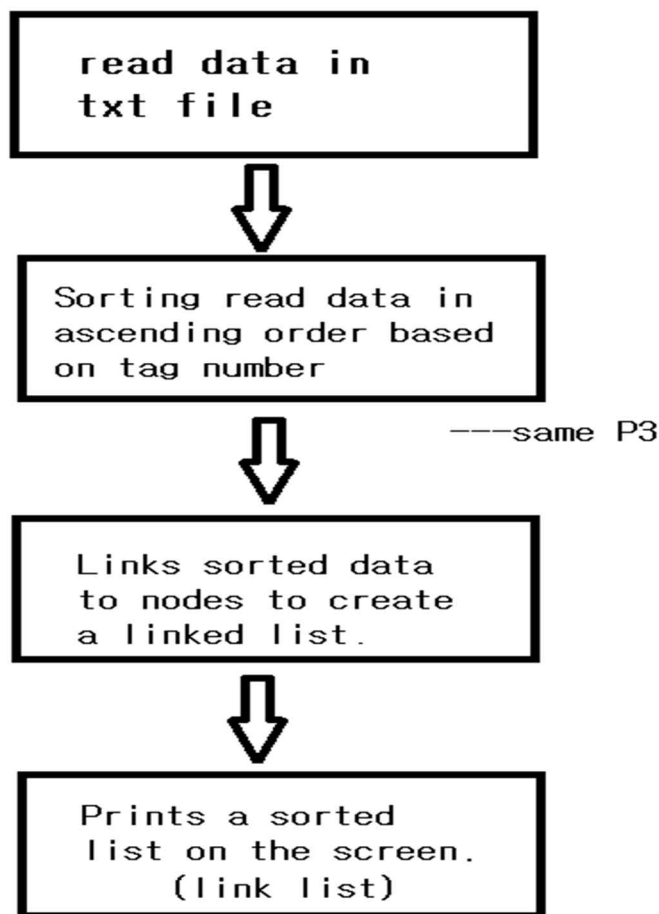 read data in
txt file
Sorting read data in
ascending order based
on tag number
---same P3
Links sorted data
to nodes to create
a linked list.
Prints a sorted
list on the screen.
(link list)